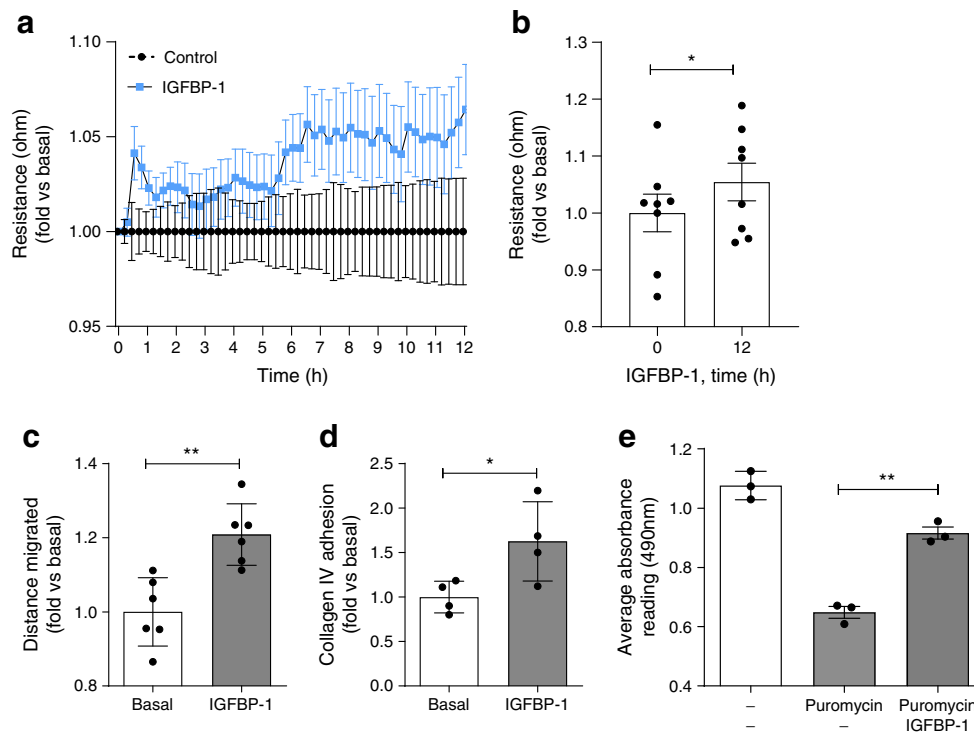 a
1.10
1.05
1.00
0.95
Resistance (ohm)
(fold vs basal)
Control
IGFBP-1
0 1 2 3 4 5 6 7 8 9 10 11 12
Time (h)
b
1.3
1.2
1.1
1.0
0.9
0.8
Resistance (ohm)
(fold vs basal)
*
0 12
IGFBP-1, time (h)
c
1.4
1.2
1.0
0.8
Distance migrated
(fold vs basal)
**
Basal IGFBP-1
d
2.5
2.0
1.5
1.0
0.5
0.0
Collagen IV adhesion
(fold vs basal)
*
Basal IGFBP-1
e
1.2
1.0
0.8
0.6
0.4
Average absorbance
reading (490nm)
**
– Puromycin Puromycin
– – IGFBP-1